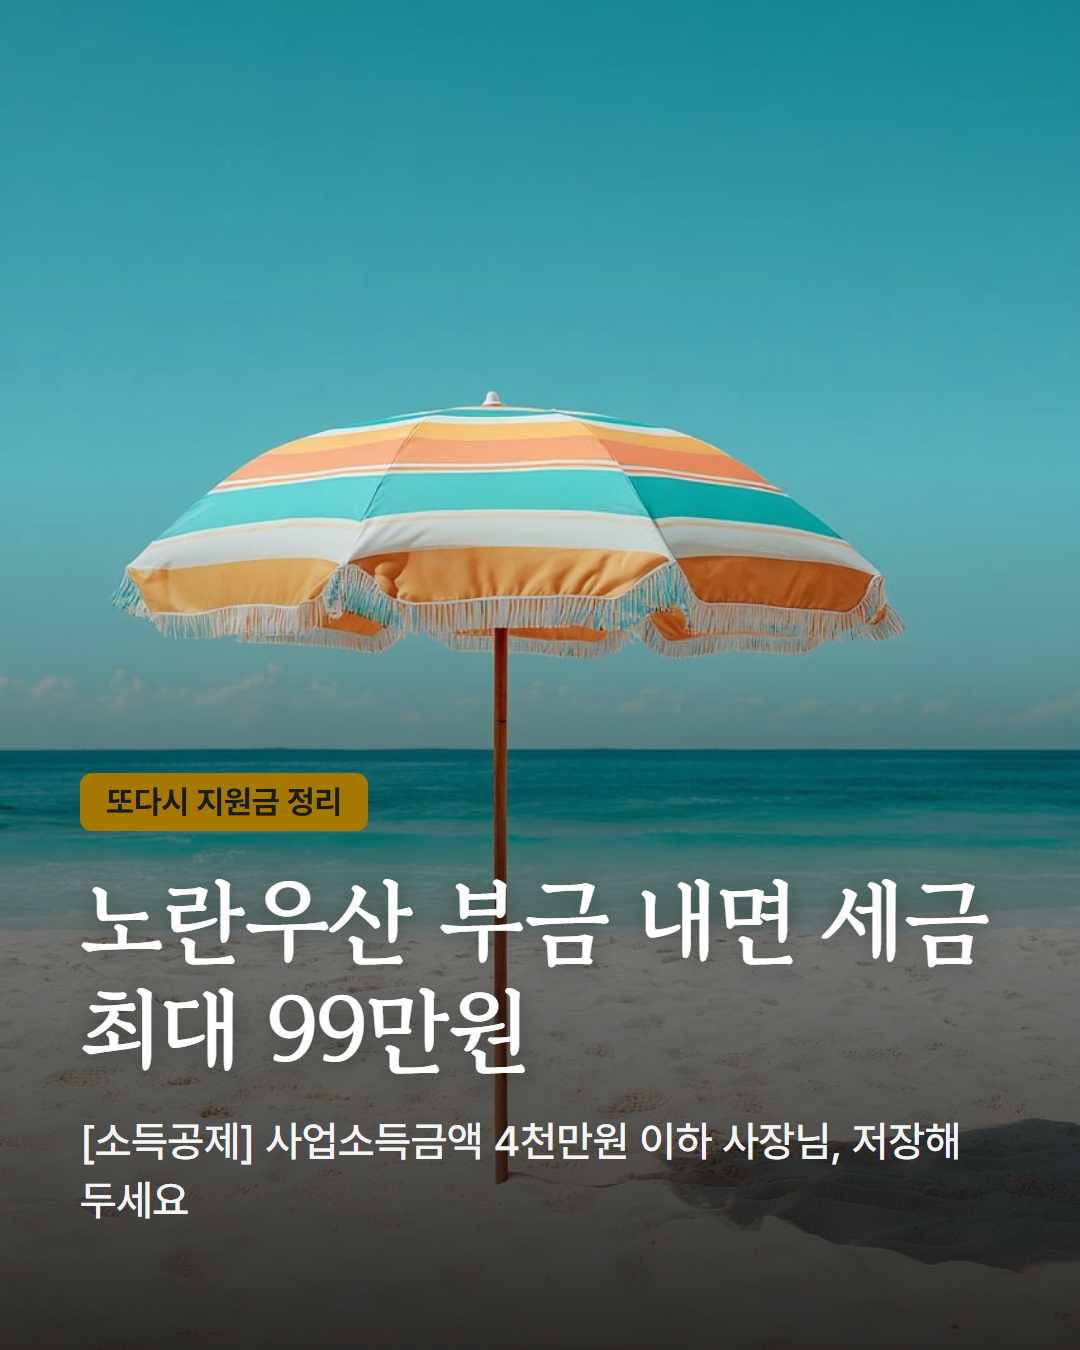 또다시 지원금 정리
노란우산 부금 내면 세금
최대 99만원
[소득공제] 사업소득금액 4천만원 이하 사장님, 저장해
두세요